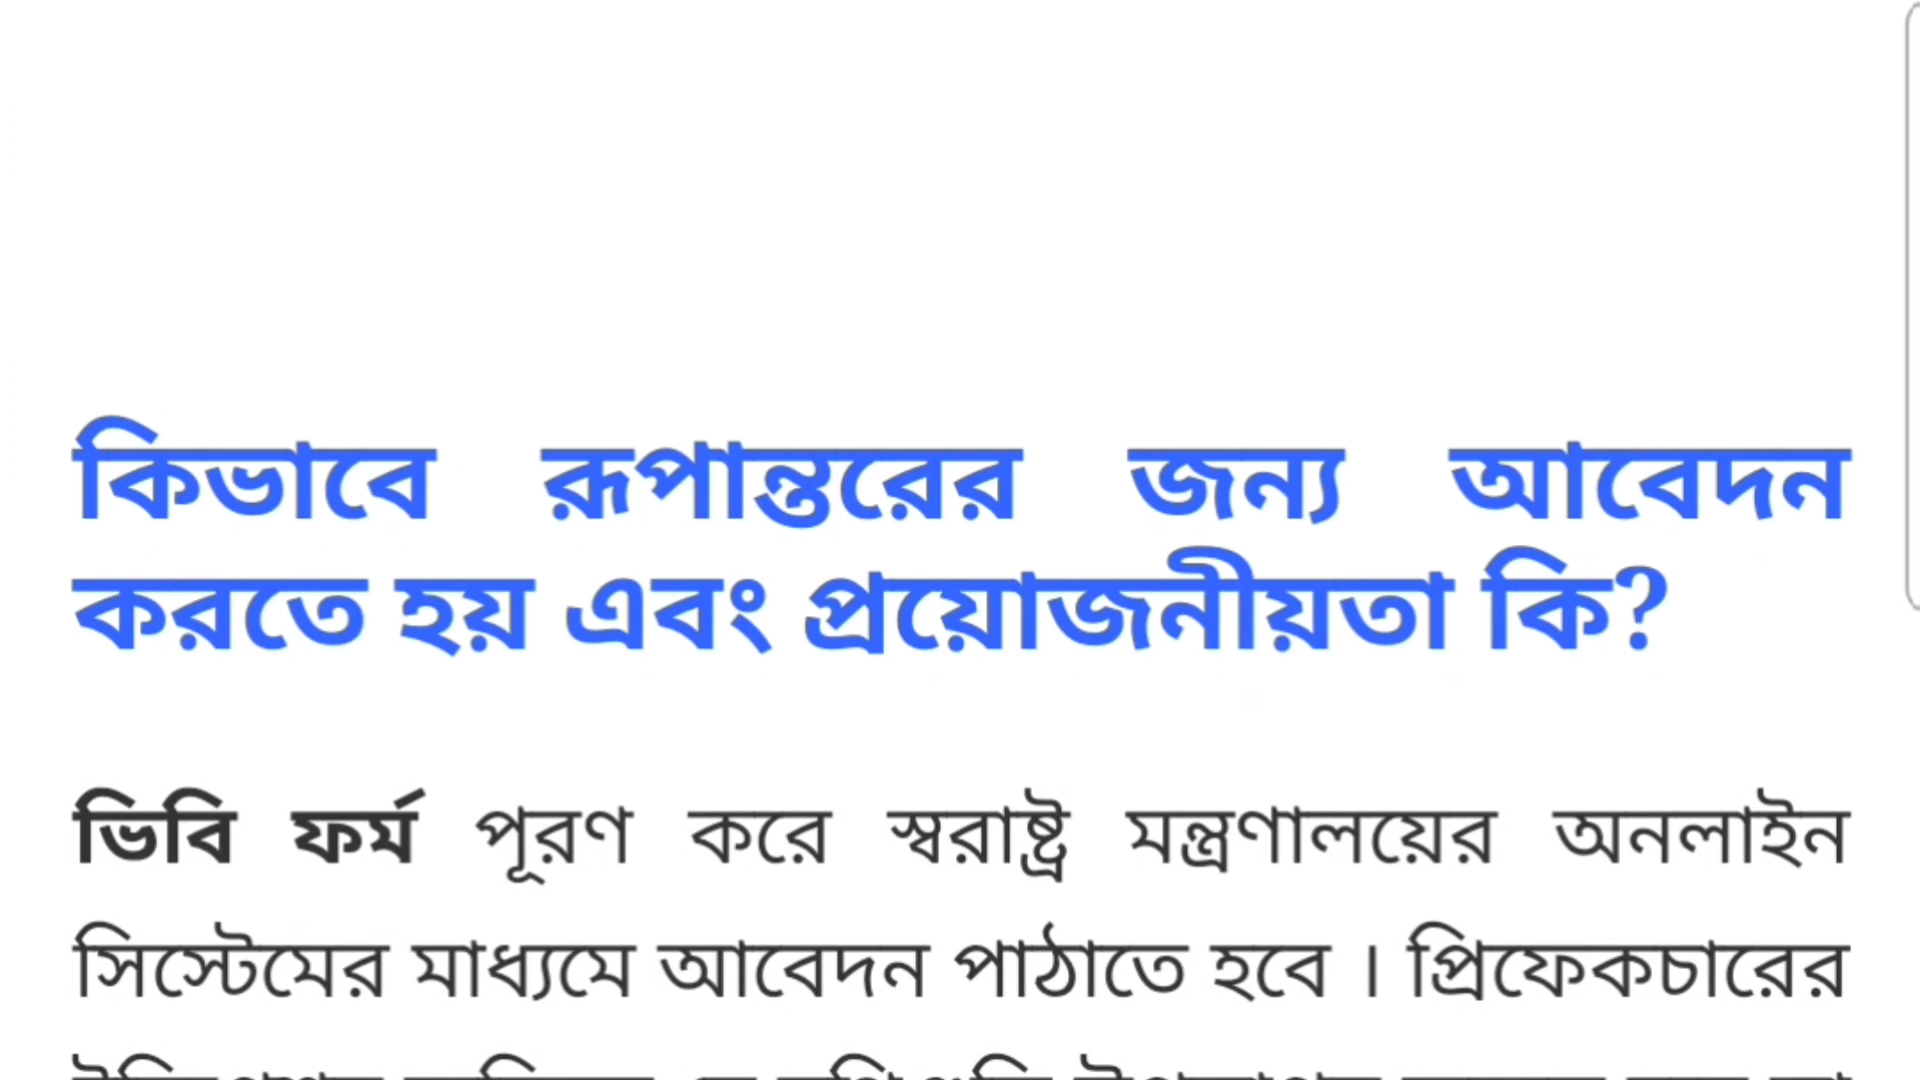 কিভাবে রূপান্তরের জন্য আবেদন
করতে হয় এবং প্রয়োজনীয়তা কি?
ভিবি ফর্ম পূরণ করে স্বরাষ্ট্র মন্ত্রণালয়ের অনলাইন
সিস্টেমের মাধ্যমে আবেদন পাঠাতে হবে । প্রিফেকচারের